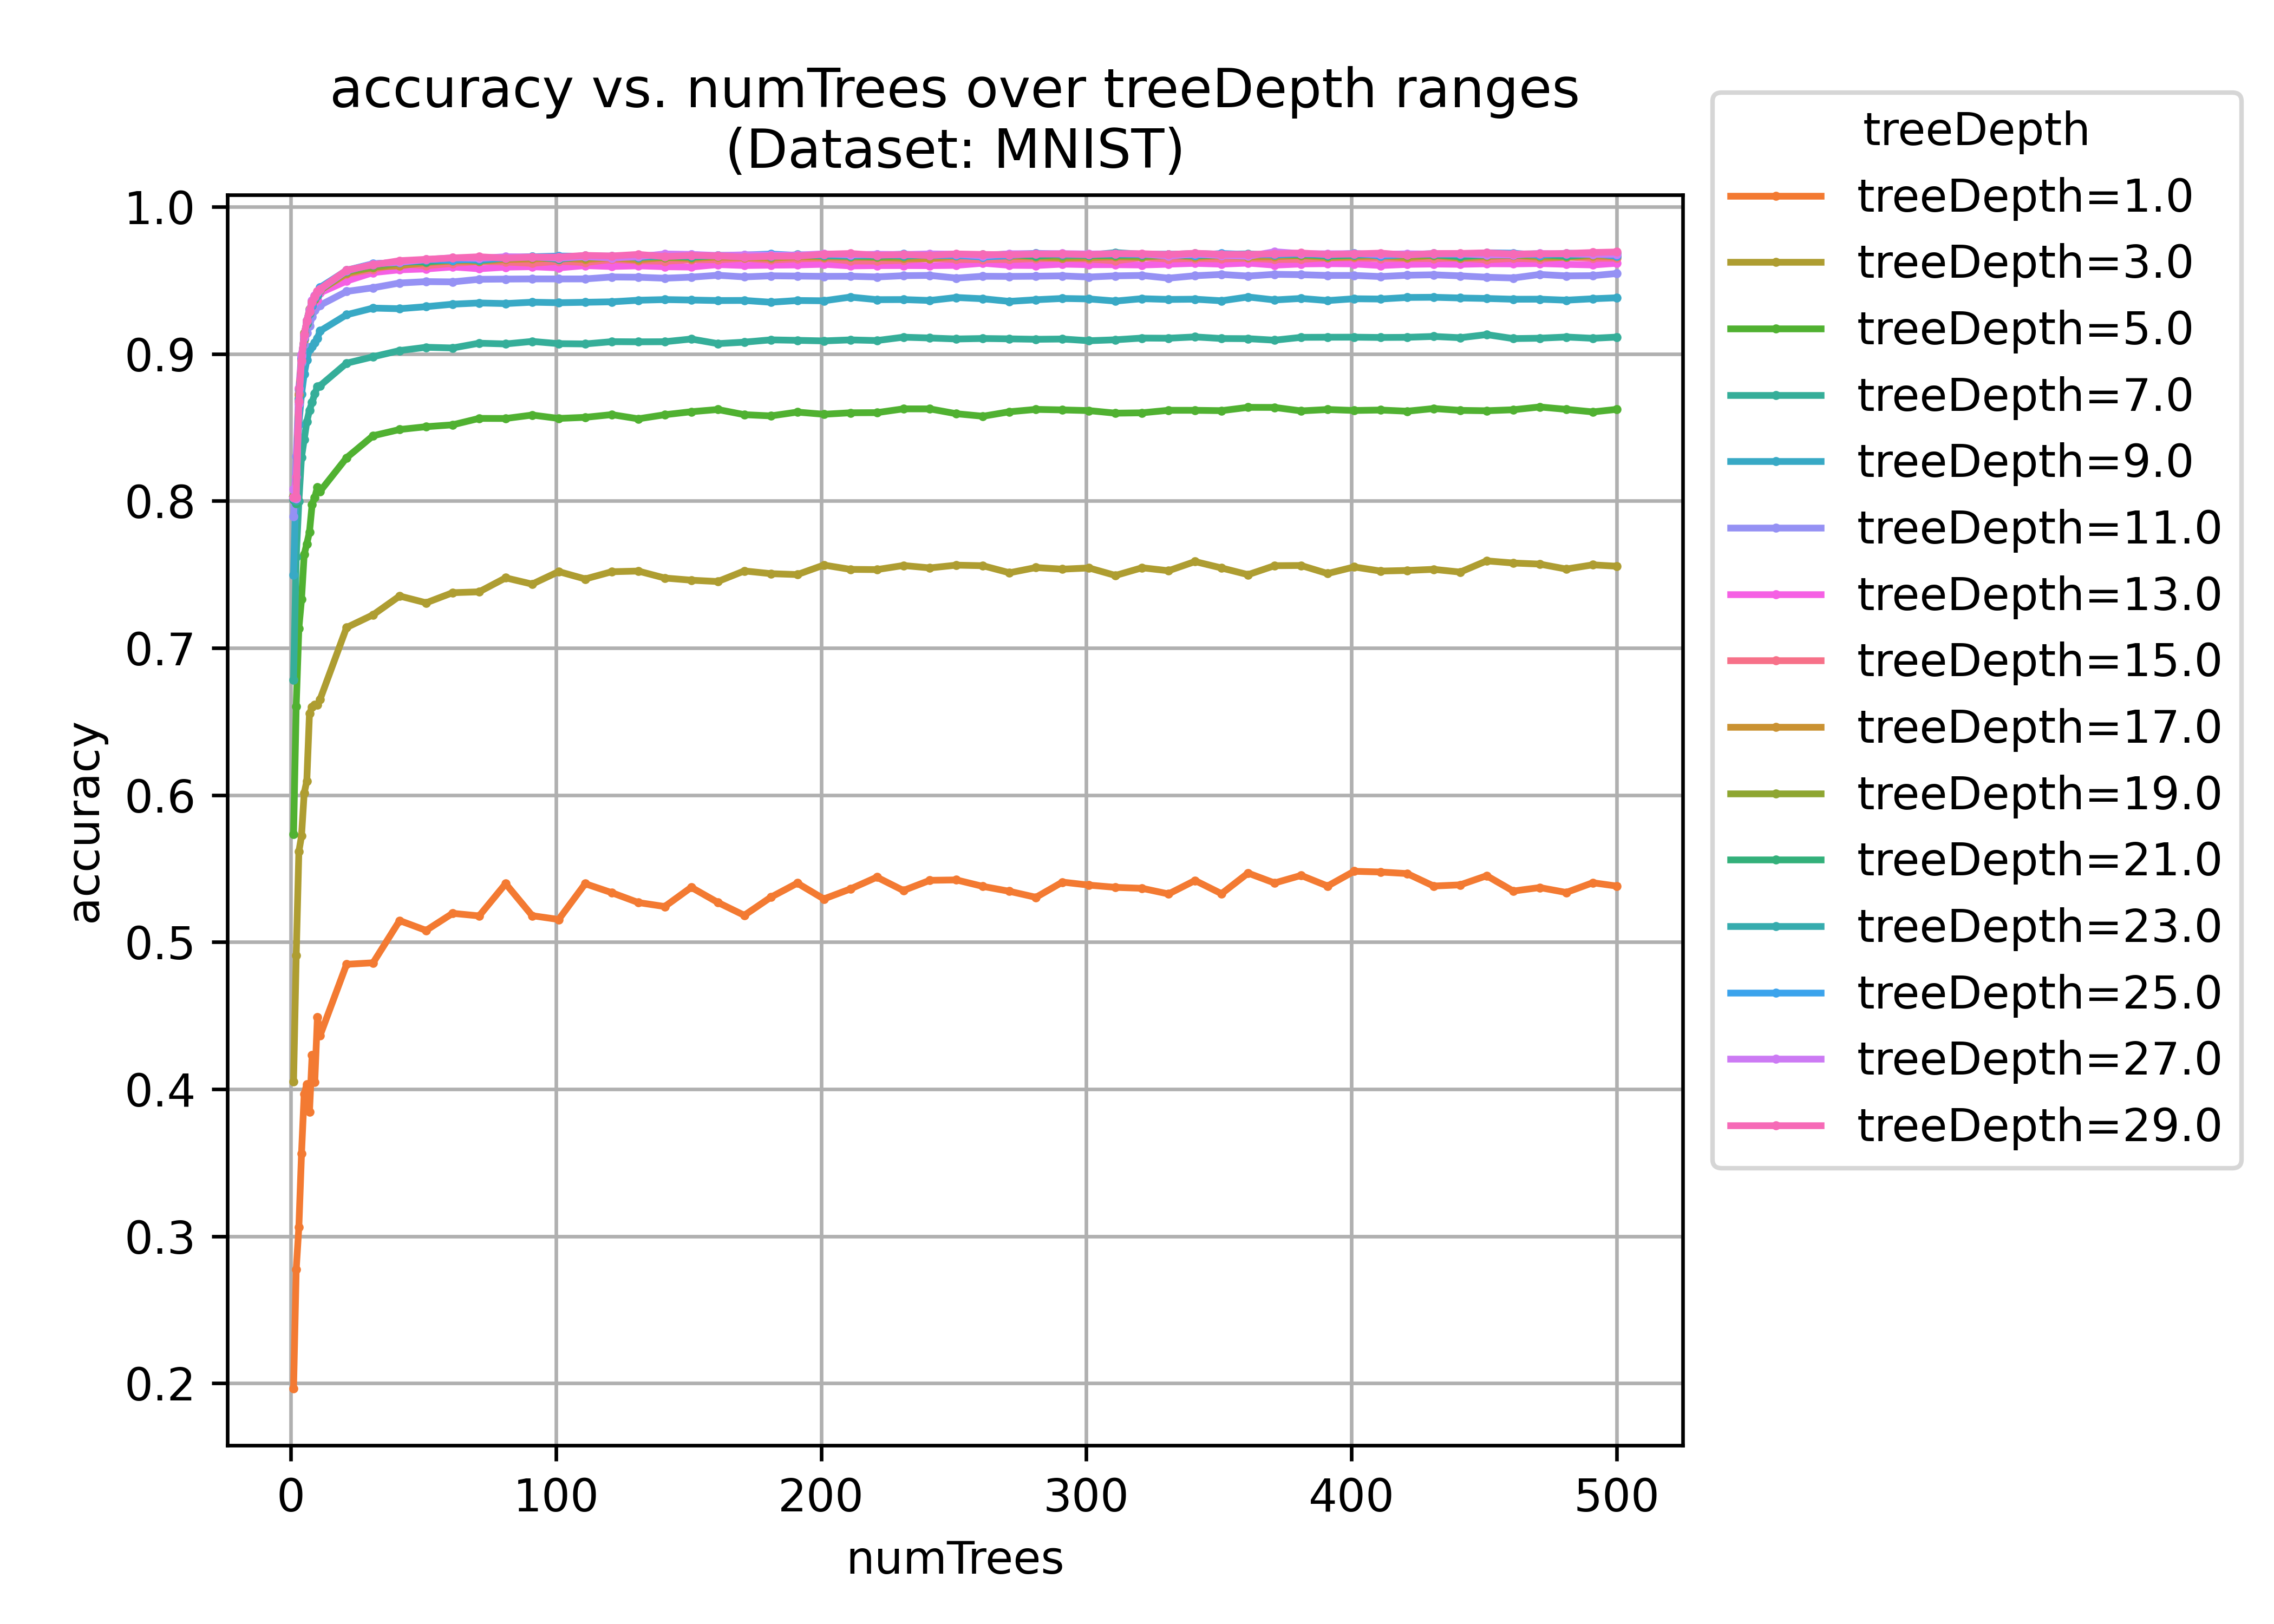 accuracy vs. numTrees over treeDepth ranges
(Dataset: MNIST)
treeDepth
treeDepth=1.0
treeDepth=3.0
treeDepth=5.0
treeDepth=7.0
treeDepth=9.0
treeDepth=11.0
treeDepth=13.0
treeDepth=15.0
treeDepth=17.0
treeDepth=19.0
treeDepth=21.0
treeDepth=23.0
treeDepth=25.0
treeDepth=27.0
treeDepth=29.0
accuracy
1.0
0.9
0.8
0.7
0.6
0.5
0.4
0.3
0.2
0 100 200 300 400 500
numTrees